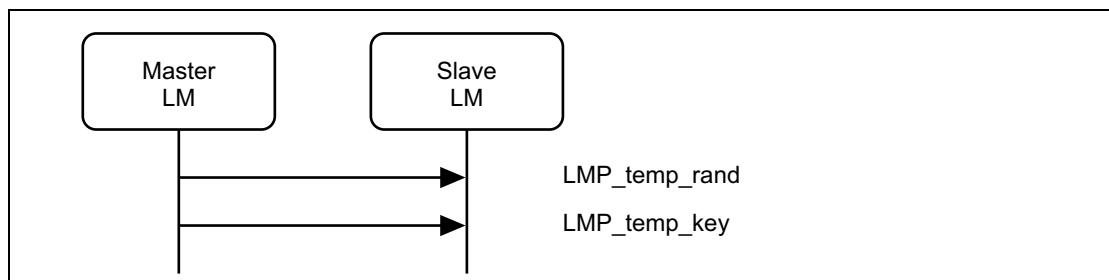 Master
LM
Slave
LM
LMP_temp_rand
LMP_temp_key